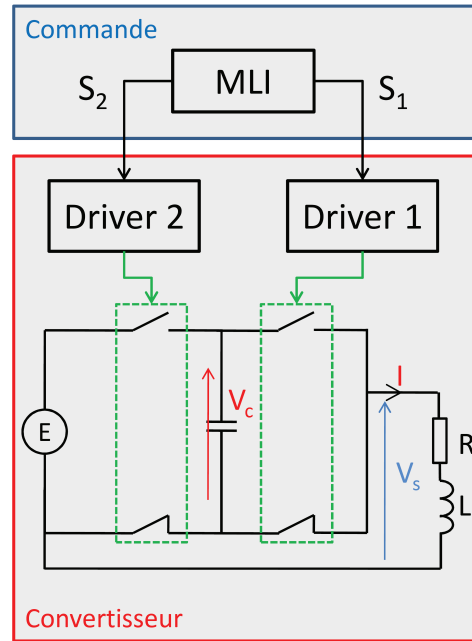 Commande
MLI
S2
S1
Driver 2
Driver 1
E
Vc
I
Vs
R
L
Convertisseur